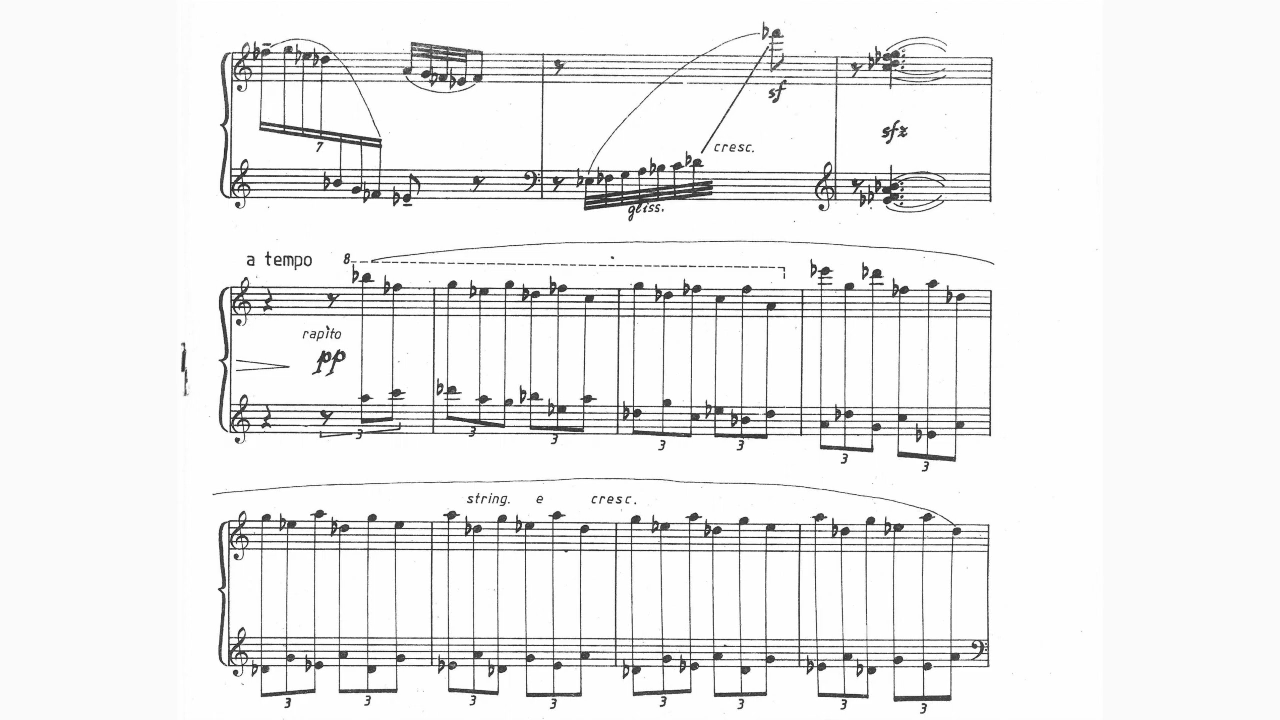 sf
7
cresc.
sfz
gliss.
a tempo 8
rapito
pp
3
3 3 3 3 3 3
string. e cresc.
3 3 3 3 3 3 3 3